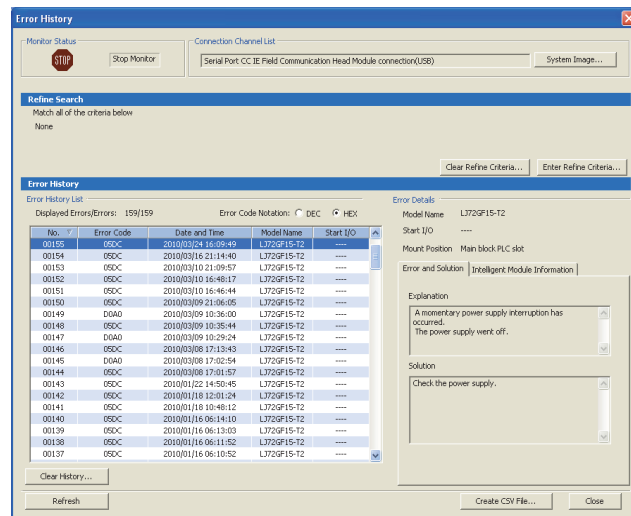 Error History
Monitor Status
STOP
Stop Monitor
Connection Channel List
Serial Port CC IE Field Communication Head Module connection(USB)
System Image...
Refine Search
Match all of the criteria below
None
Clear Refine Criteria...
Enter Refine Criteria...
Error History
Error History List
Displayed Errors/Errors: 159/159
Error Code Notation: DEC HEX
No. Error Code Date and Time Model Name Start I/O
00155 05DC 2010/03/24 16:09:49 LJ72GF15-T2 ----
00154 05DC 2010/03/16 21:14:40 LJ72GF15-T2 ----
00153 05DC 2010/03/10 21:09:57 LJ72GF15-T2 ----
00152 05DC 2010/03/10 16:48:17 LJ72GF15-T2 ----
00151 05DC 2010/03/10 16:46:44 LJ72GF15-T2 ----
00150 05DC 2010/03/09 21:06:05 LJ72GF15-T2 ----
00149 D0A0 2010/03/09 10:36:00 LJ72GF15-T2 ----
00148 05DC 2010/03/09 10:35:44 LJ72GF15-T2 ----
00147 D0A0 2010/03/09 10:29:24 LJ72GF15-T2 ----
00146 05DC 2010/03/08 17:13:43 LJ72GF15-T2 ----
00145 D0A0 2010/03/08 17:02:54 LJ72GF15-T2 ----
00144 05DC 2010/03/08 17:01:57 LJ72GF15-T2 ----
00143 05DC 2010/01/22 14:50:45 LJ72GF15-T2 ----
00142 05DC 2010/01/18 12:01:24 LJ72GF15-T2 ----
00141 05DC 2010/01/18 10:48:12 LJ72GF15-T2 ----
00140 05DC 2010/01/16 06:14:10 LJ72GF15-T2 ----
00139 05DC 2010/01/16 06:13:03 LJ72GF15-T2 ----
00138 05DC 2010/01/16 06:11:52 LJ72GF15-T2 ----
00137 05DC 2010/01/16 06:10:52 LJ72GF15-T2 ----
Clear History...
Error Details
Model Name LJ72GF15-T2
Start I/O ----
Mount Position Main block PLC slot
Error and Solution
Intelligent Module Information
Explanation
A momentary power supply interruption has
occurred.
The power supply went off.
Solution
Check the power supply.
Refresh
Create CSV File...
Close